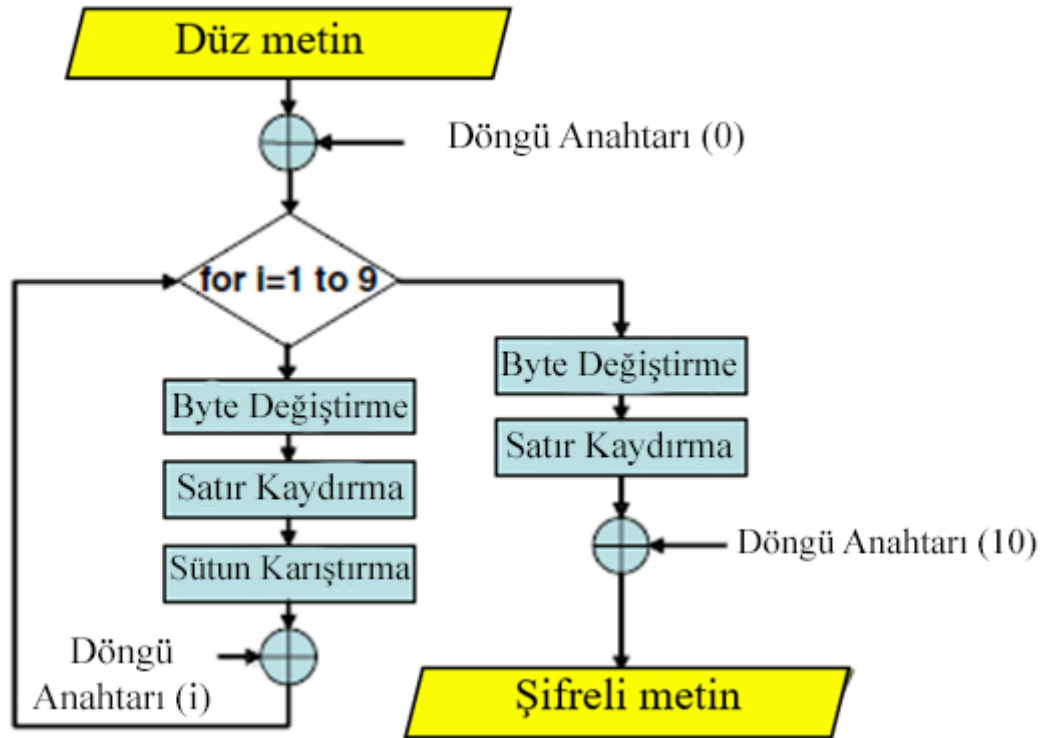 Düz metin
Döngü Anahtarı (0)
for i=1 to 9
Byte Değiştirme
Satır Kaydırma
Sütun Karıştırma
Döngü
Anahtarı (i)
Byte Değiştirme
Satır Kaydırma
Döngü Anahtarı (10)
Şifreli metin